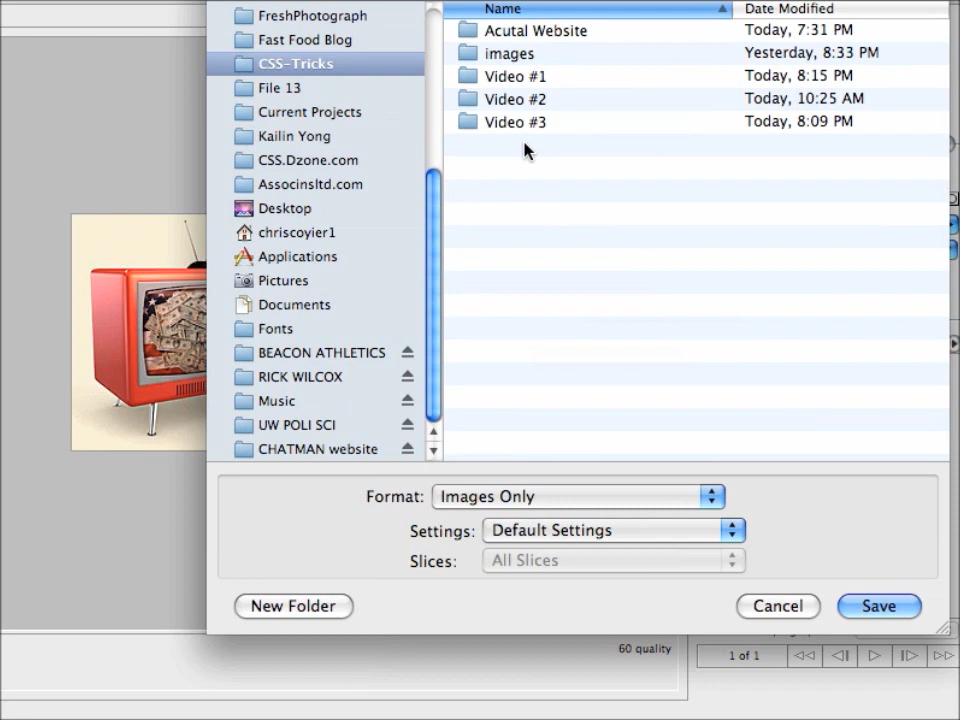 Name Date Modified
FreshPhotograph
Fast Food Blog
CSS-Tricks
File 13
Current Projects
Kailin Yong
CSS.Dzone.com
Associnsltd.com
Desktop
chriscoyier1
Applications
Pictures
Documents
Fonts
BEACON ATHLETICS
RICK WILCOX
Music
UW POLI SCI
CHATMAN website
Acutal Website Today, 7:31 PM
images Yesterday, 8:33 PM
Video #1 Today, 8:15 PM
Video #2 Today, 10:25 AM
Video #3 Today, 8:09 PM
Format: Images Only
Settings: Default Settings
Slices: All Slices
New Folder Cancel Save
60 quality
1 of 1